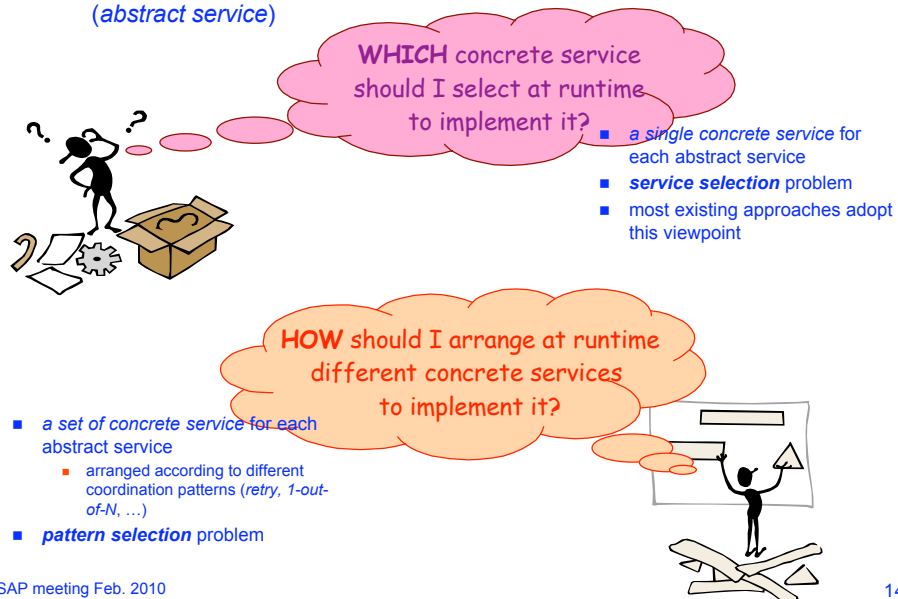 (abstract service)
WHICH concrete service
should I select at runtime
to implement it?
■ a single concrete service for
each abstract service
■ service selection problem
■ most existing approaches adopt
this viewpoint
HOW should I arrange at runtime
different concrete services
to implement it?
■ a set of concrete service for each
abstract service
■ arranged according to different
coordination patterns (retry, 1-out-
of-N, …)
■ pattern selection problem
SAP meeting Feb. 2010
14